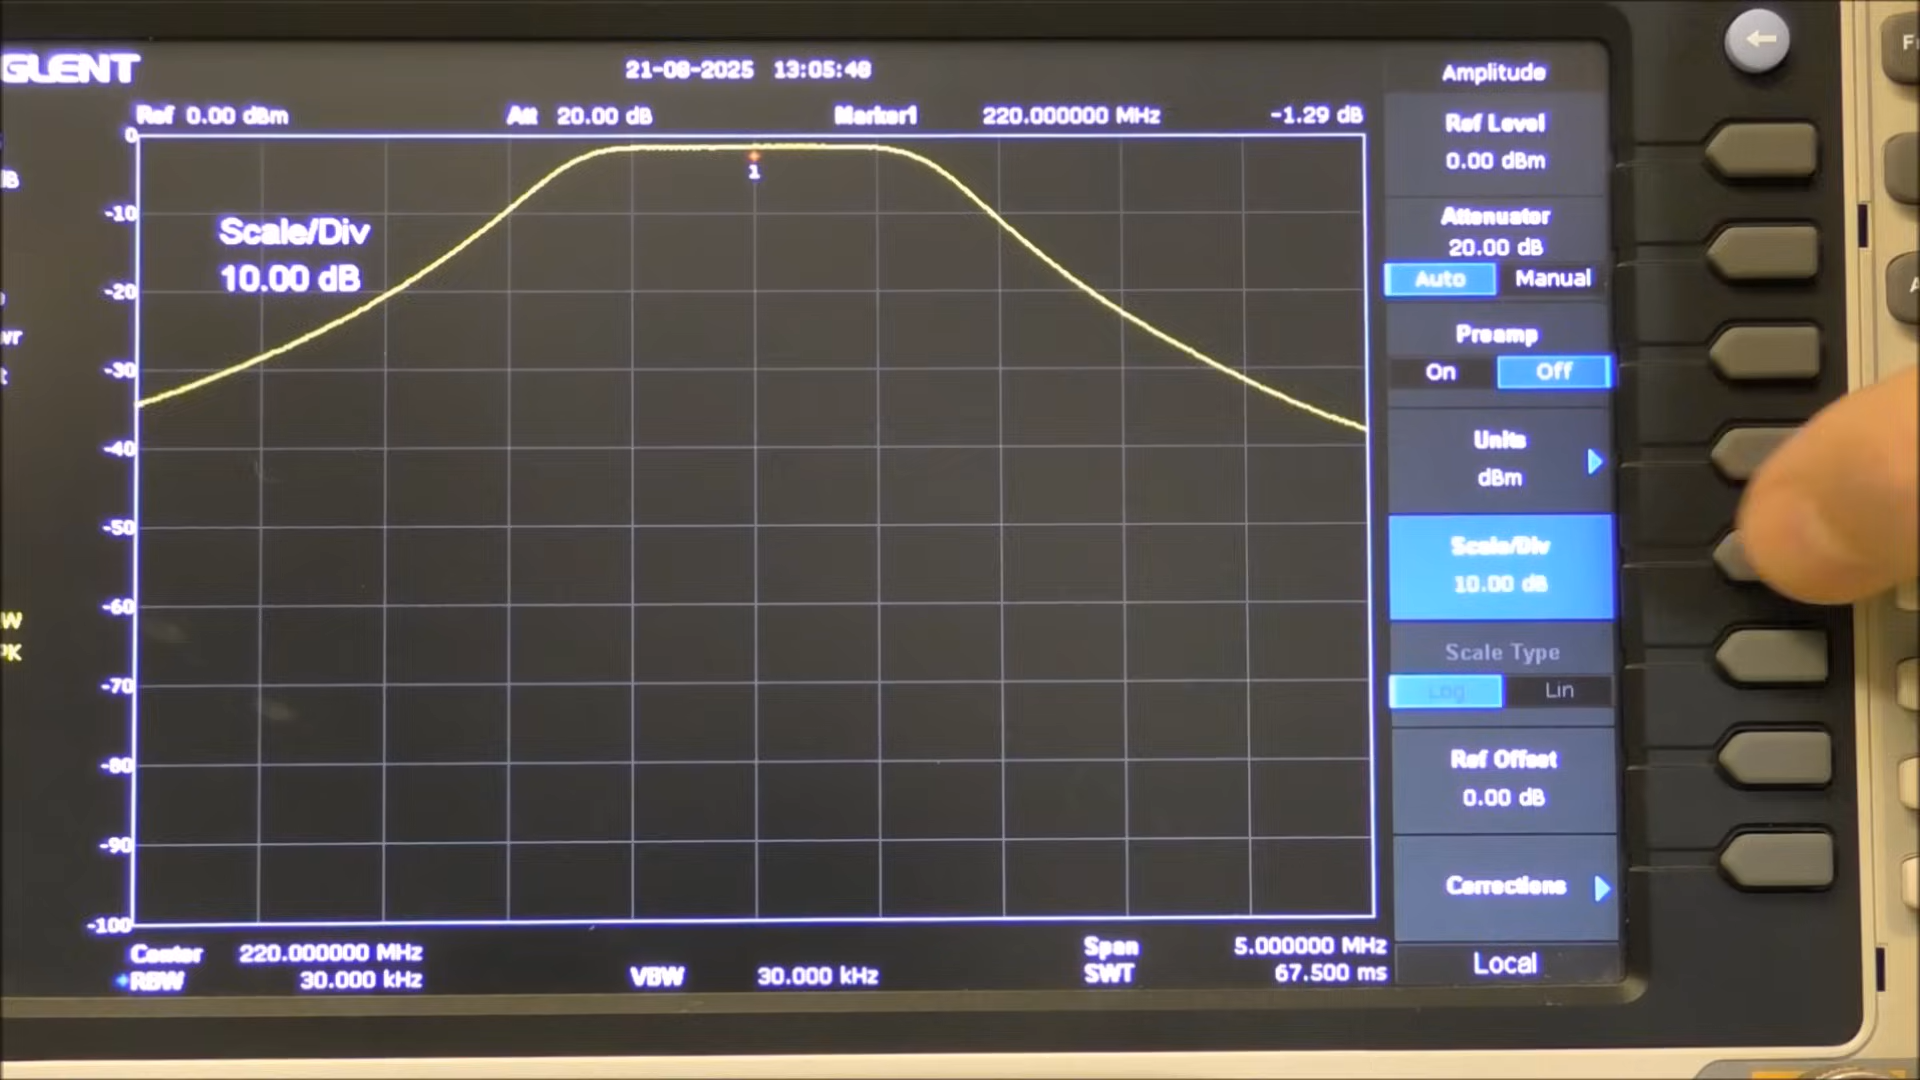 GLENT
21-08-2025 13:05:48
Ref 0.00 dBm Att 20.00 dB Marker1 220.000000 MHz -1.29 dB
0
-10
-20
-30
-40
-50
-60
-70
-80
-90
-100
1
Scale/Div
10.00 dB
Center 220.000000 MHz Span 5.000000 MHz
RBW 30.000 kHz VBW 30.000 kHz SWT 67.500 ms
Amplitude
Ref Level
0.00 dBm
Attenuator
20.00 dB
Auto Manual
Preamp
On Off
Units
dBm
Scale/Div
10.00 dB
Scale Type
Log Lin
Ref Offset
0.00 dB
Corrections
Local